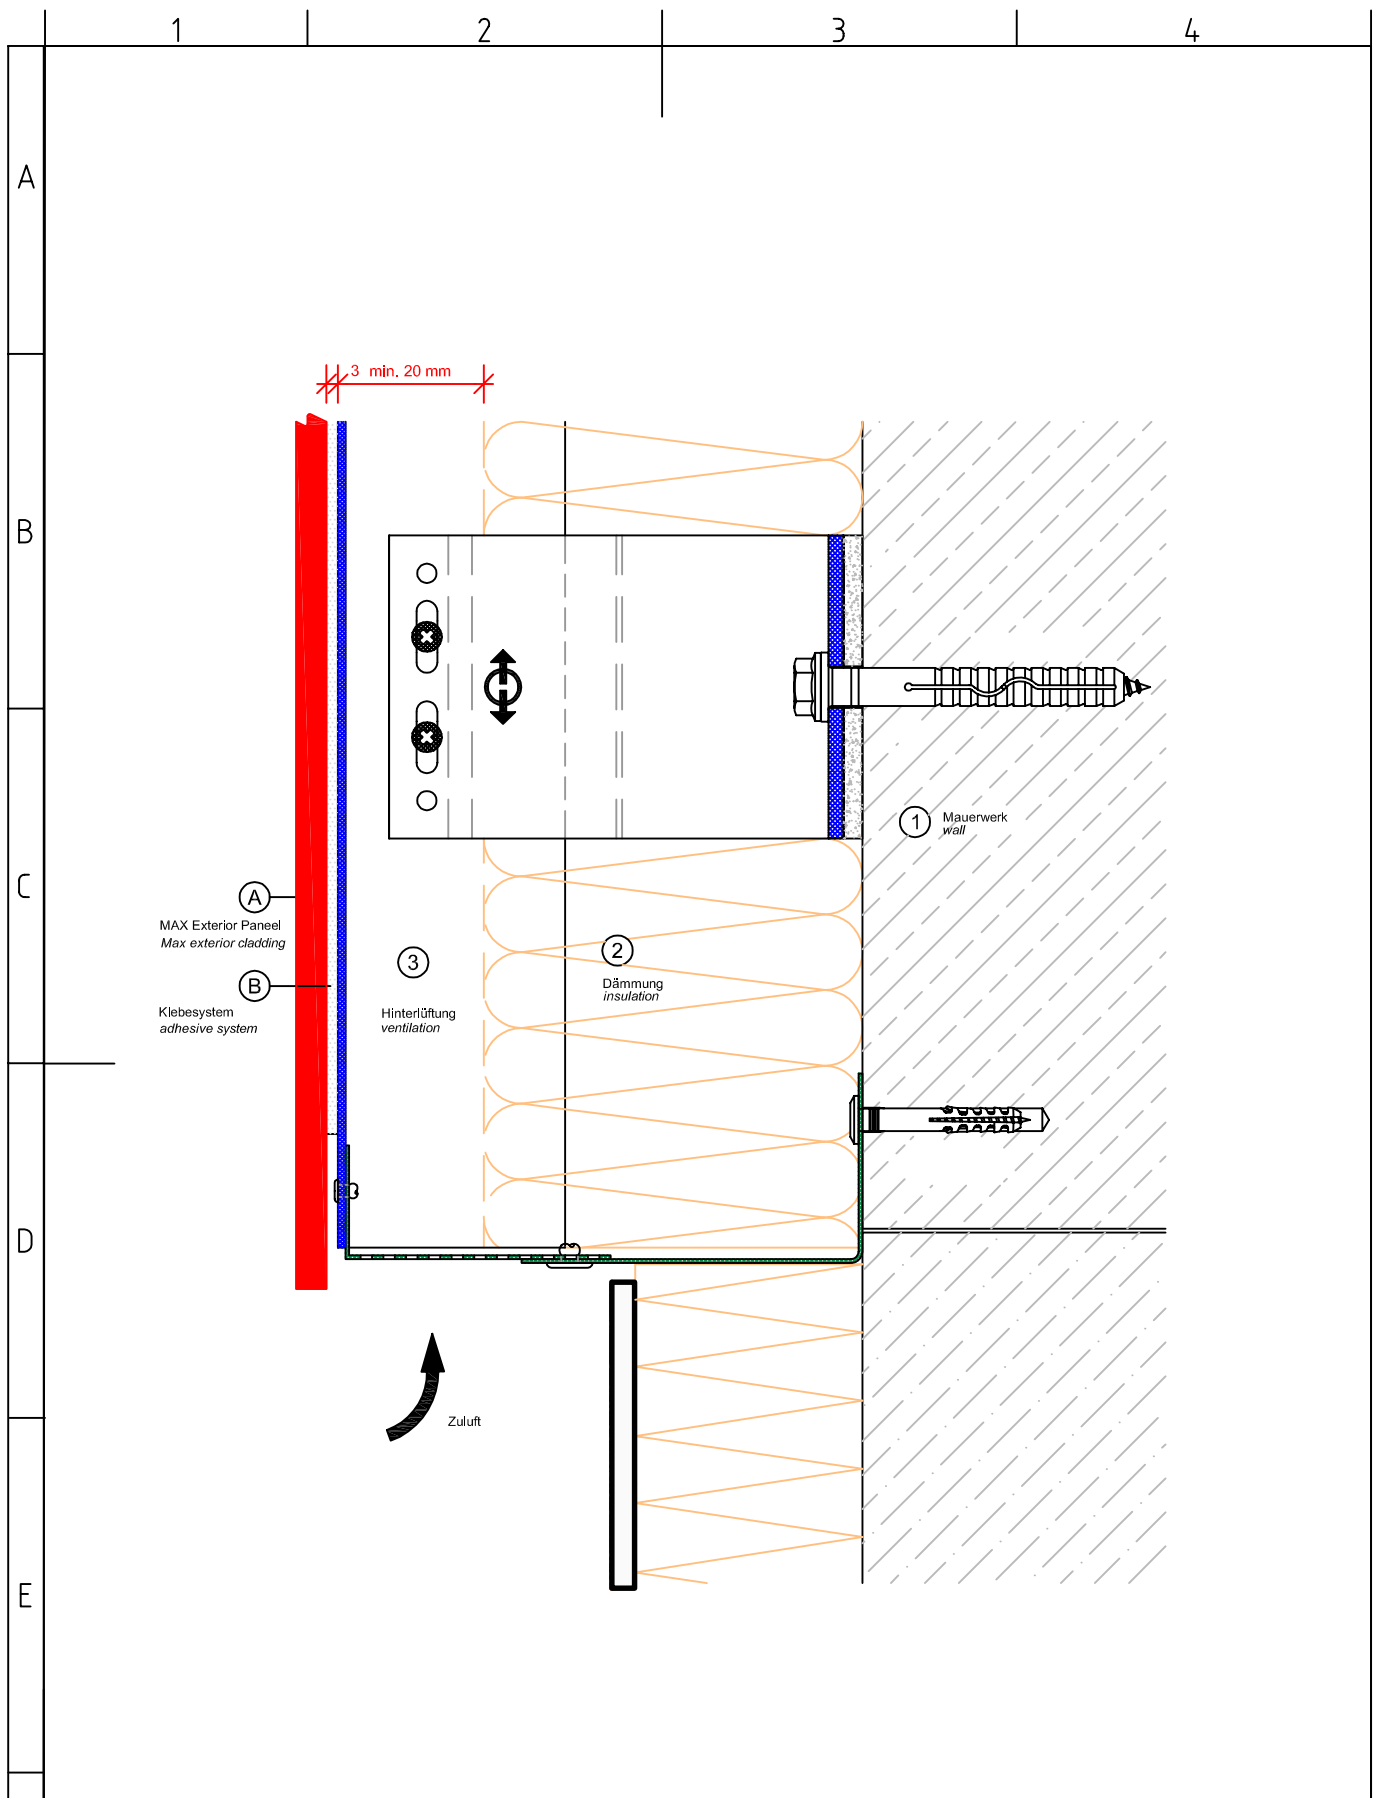 1
2
3
4
A
B
C
D
E
3 min. 20 mm
1
Mauerwerk
wall
A
MAX Exterior Paneel
Max exterior cladding
3
2
Dämmung
insulation
B
Klebesystem
adhesive system
Hinterlüftung
ventilation
Zuluft